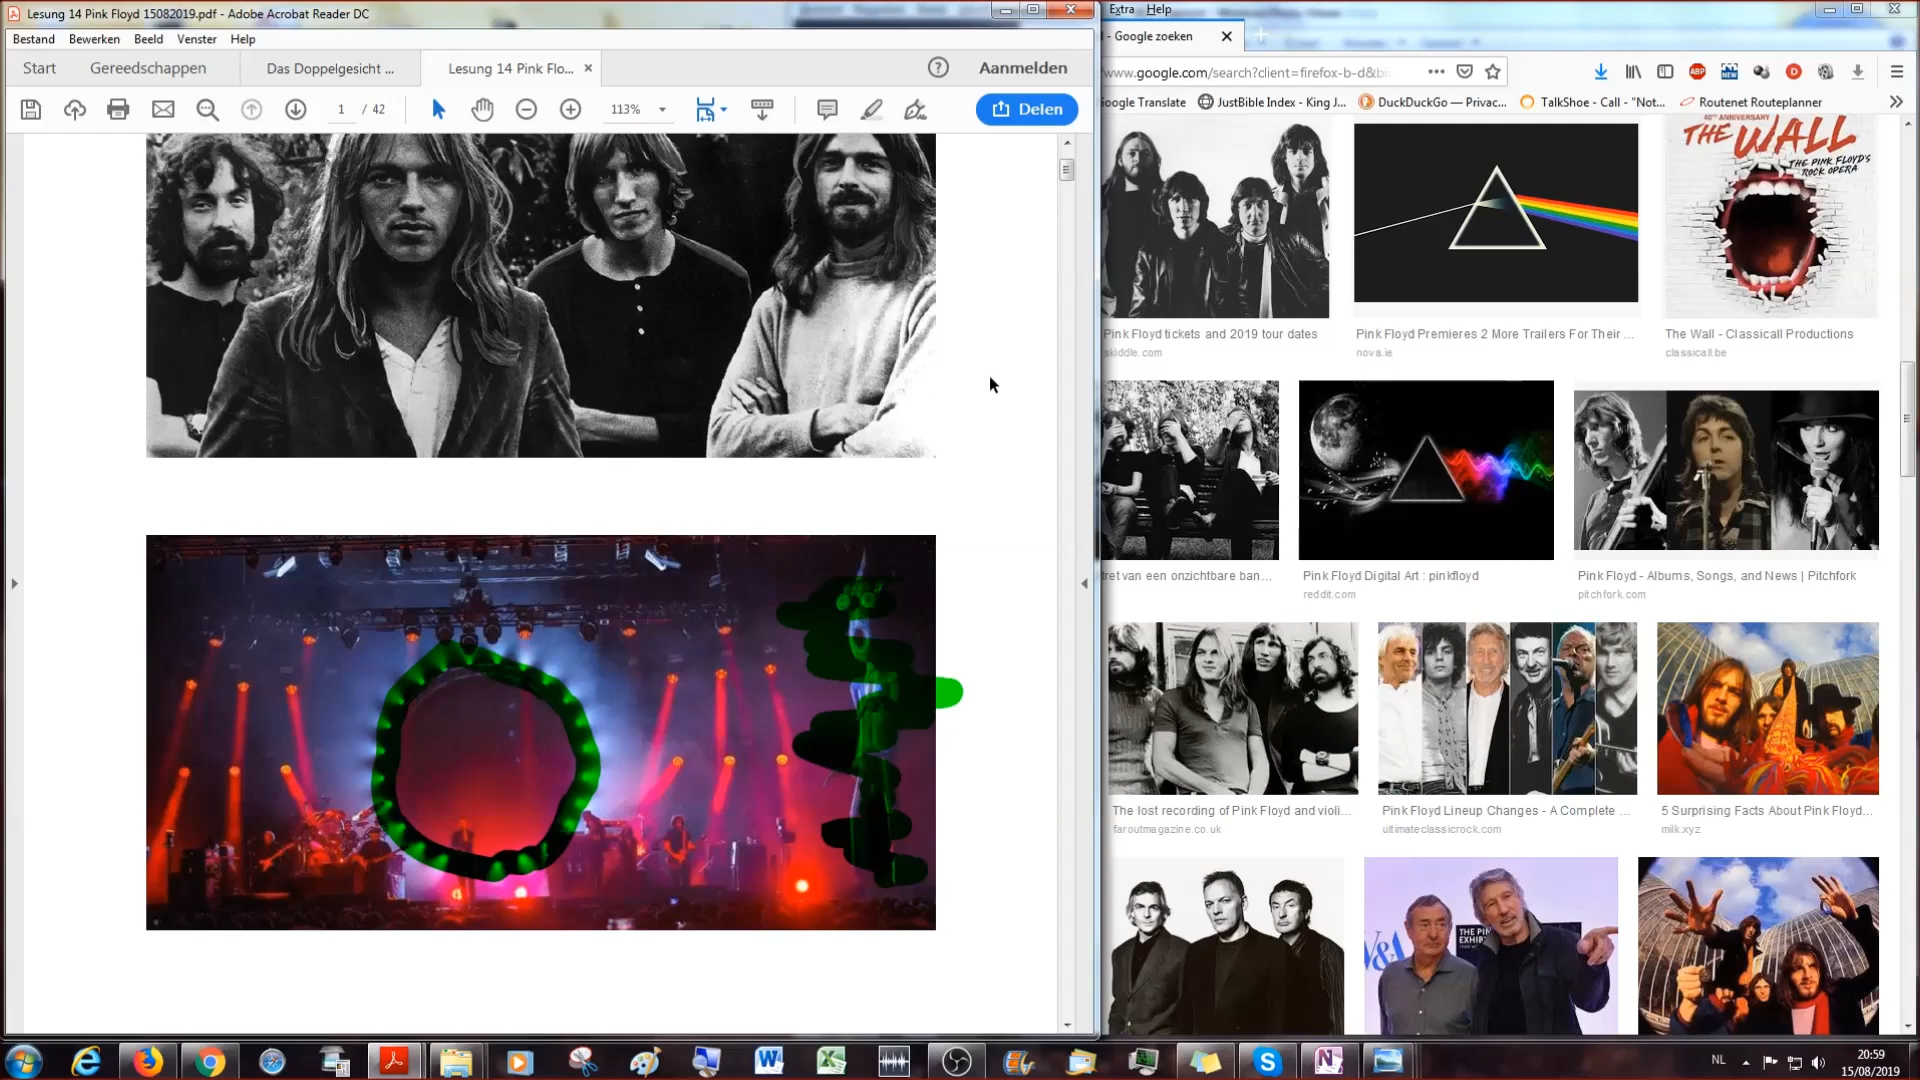 Lesung 14 Pink Floyd 15082019.pdf - Adobe Acrobat Reader DC
Bestand Bewerken Beeld Venster Help
Start Gereedschappen Das Doppelgesicht ... Lesung 14 Pink Flo... × Aanmelden
1 / 42 113% Delen
Extra Help
- Google zoeken
www.google.com/search?client=firefox-b-d&
Google Translate JustBible Index - King J... DuckDuckGo — Privac... TalkShoe - Call - "Not... Routenet Routeplanner
40TH ANNIVERSARY
THE WALL
THE PINK FLOYD'S
ROCK OPERA
Pink Floyd tickets and 2019 tour dates
skiddle.com
Pink Floyd Premieres 2 More Trailers For Their ...
nova.ie
The Wall - Classicall Productions
classicall.be
tret van een onzichtbare ban...
Pink Floyd Digital Art : pinkfloyd
reddit.com
Pink Floyd - Albums, Songs, and News | Pitchfork
pitchfork.com
The lost recording of Pink Floyd and violi...
faroutmagazine.co.uk
Pink Floyd Lineup Changes - A Complete ...
ultimateclassicrock.com
5 Surprising Facts About Pink Floyd...
milk.xyz
V&A
THE PIN
EXHIB
NL
20:59
15/08/2019